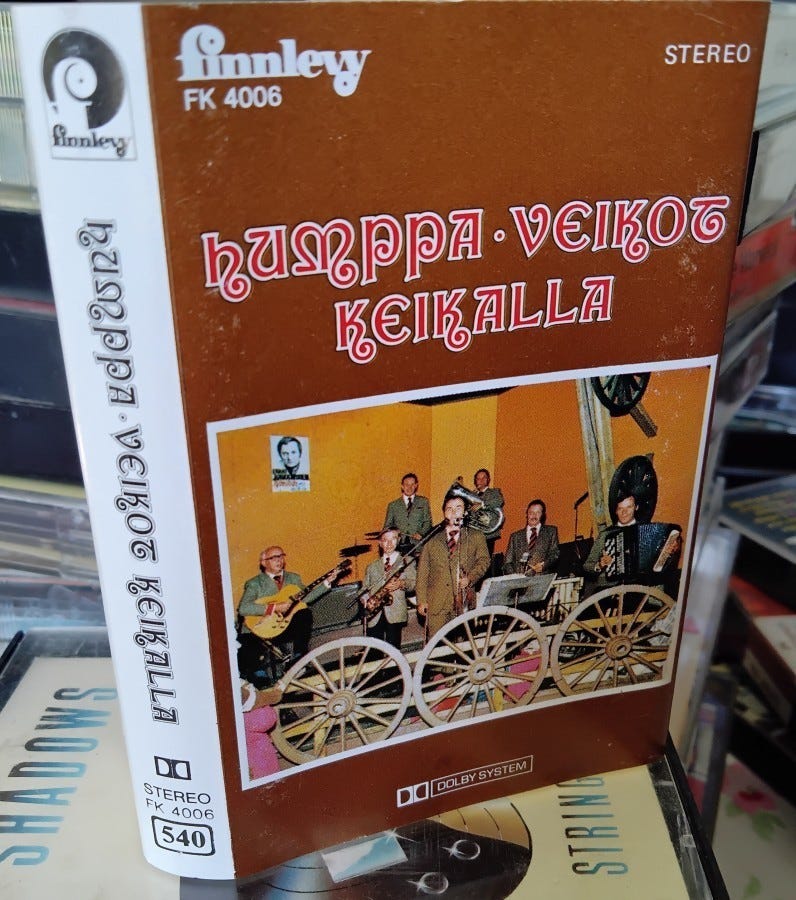 finnlevy
FK 4006
STEREO
HUMPPA · VEIKOT
KEIKALLA
DOLBY SYSTEM
finnlevy
HUMPPA · VEIKOT KEIKALLA
STEREO
FK 4006
540
SHADOWS
STRING